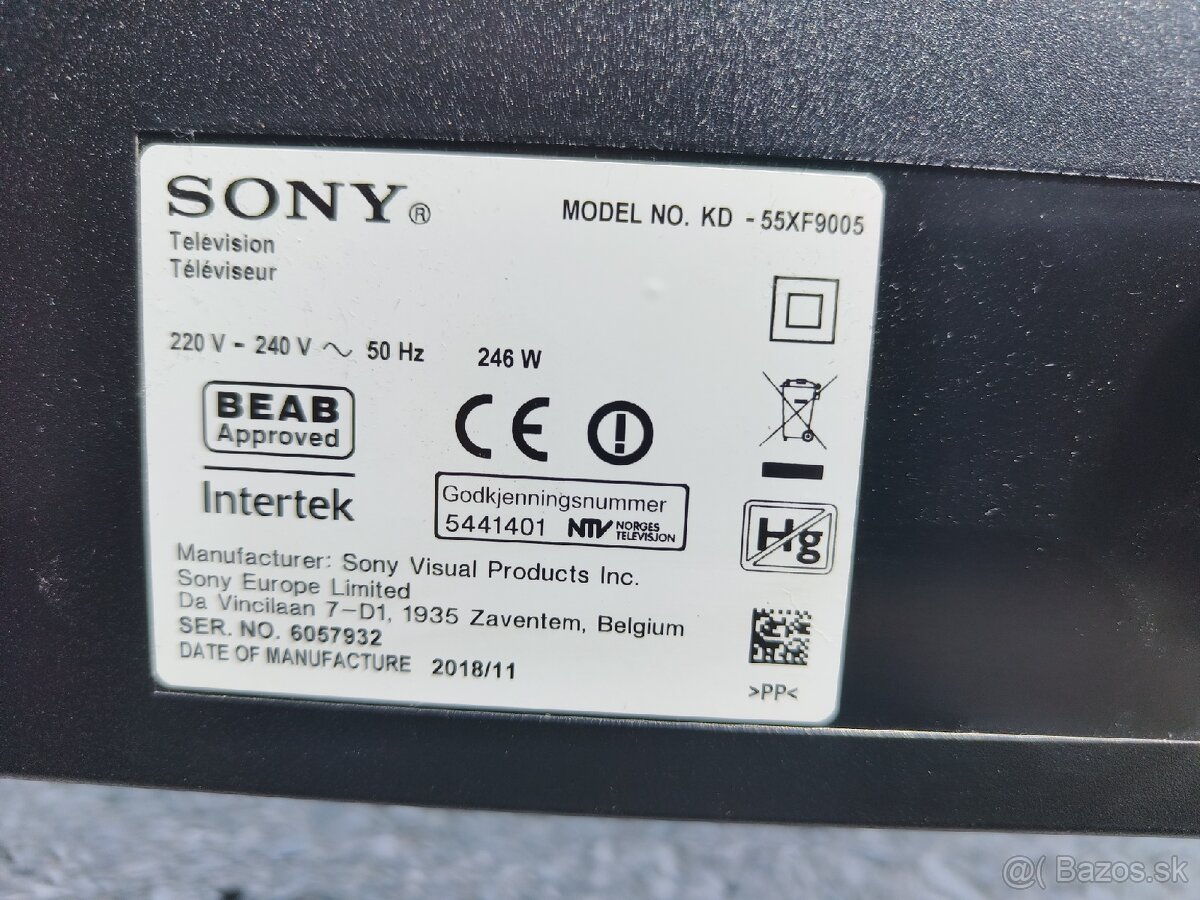 SONY®
MODEL NO. KD - 55XF9005
Television
Téléviseur
220 V - 240 V ~ 50 Hz 246 W
BEAB
Approved
Intertek
CE
Godkjenningsnummer
5441401 NTV NORGES
TELEVISJON
Hg
Manufacturer: Sony Visual Products Inc.
Sony Europe Limited
Da Vincilaan 7-D1, 1935 Zaventem, Belgium
SER. NO. 6057932
DATE OF MANUFACTURE 2018/11
>PP<
@( Bazos.sk